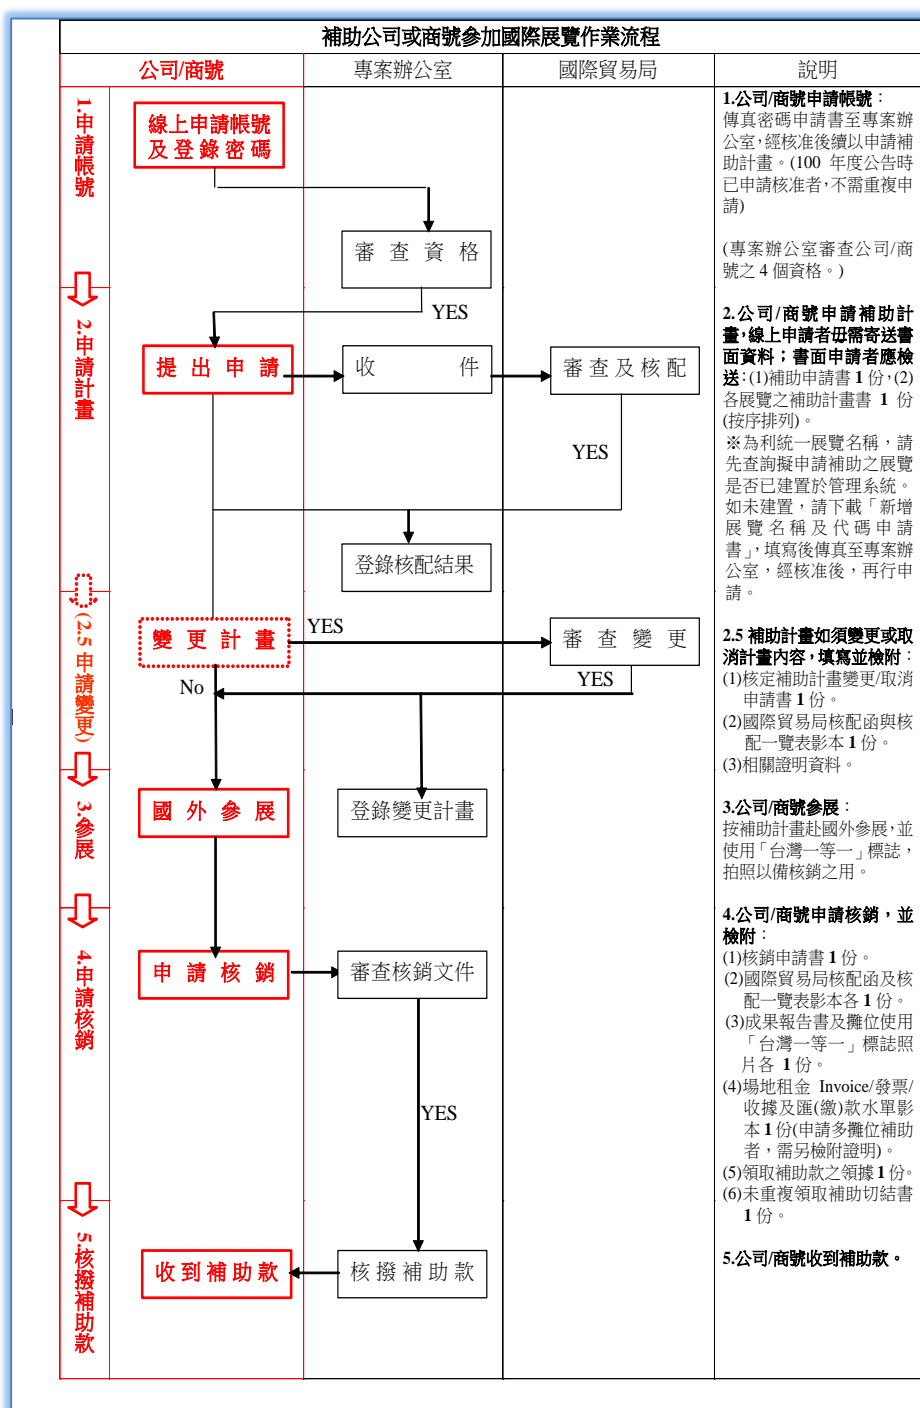 補助公司或商號參加國際展覽作業流程
公司/商號
專案辦公室
國際貿易局
說明
1.申請帳號
線上申請帳號
及登錄密碼
審查資格
YES
2.申請計畫
提出申請
收件
審查及核配
YES
登錄核配結果
(2.5申請變更)
變更計畫
YES
審查變更
No
YES
3.參展
國外參展
登錄變更計畫
4.申請核銷
申請核銷
審查核銷文件
YES
5.核撥補助款
收到補助款
核撥補助款
1.公司/商號申請帳號：
傳真密碼申請書至專案辦
公室，經核准後續以申請補
助計畫。(100 年度公告時
已申請核准者，不需重複申
請)
(專案辦公室審查公司/商
號之 4 個資格。)
2.公司/商號申請補助計
畫，線上申請者毋需寄送書
面資料；書面申請者應檢
送：(1)補助申請書 1 份，(2)
各展覽之補助計畫書 1 份
(按序排列)。
※為利統一展覽名稱，請
先查詢擬申請補助之展覽
是否已建置於管理系統。
如未建置，請下載「新增
展覽名稱及代碼申請
書」，填寫後傳真至專案辦
公室，經核准後，再行申
請。
2.5 補助計畫如須變更或取
消計畫內容，填寫並檢附：
(1)核定補助計畫變更/取消
申請書 1 份。
(2)國際貿易局核配函與核
配一覽表影本 1 份。
(3)相關證明資料。
3.公司/商號參展：
按補助計畫赴國外參展，並
使用「台灣一等一」標誌，
拍照以備核銷之用。
4.公司/商號申請核銷，並
檢附：
(1)核銷申請書 1 份。
(2)國際貿易局核配函及核
配一覽表影本各 1 份。
(3)成果報告書及攤位使用
「台灣一等一」標誌照
片各 1 份。
(4)場地租金 Invoice/發票/
收據及匯(繳)款水單影
本 1 份(申請多攤位補助
者，需另檢附證明)。
(5)領取補助款之領據 1 份。
(6)未重複領取補助切結書
1 份。
5.公司/商號收到補助款。